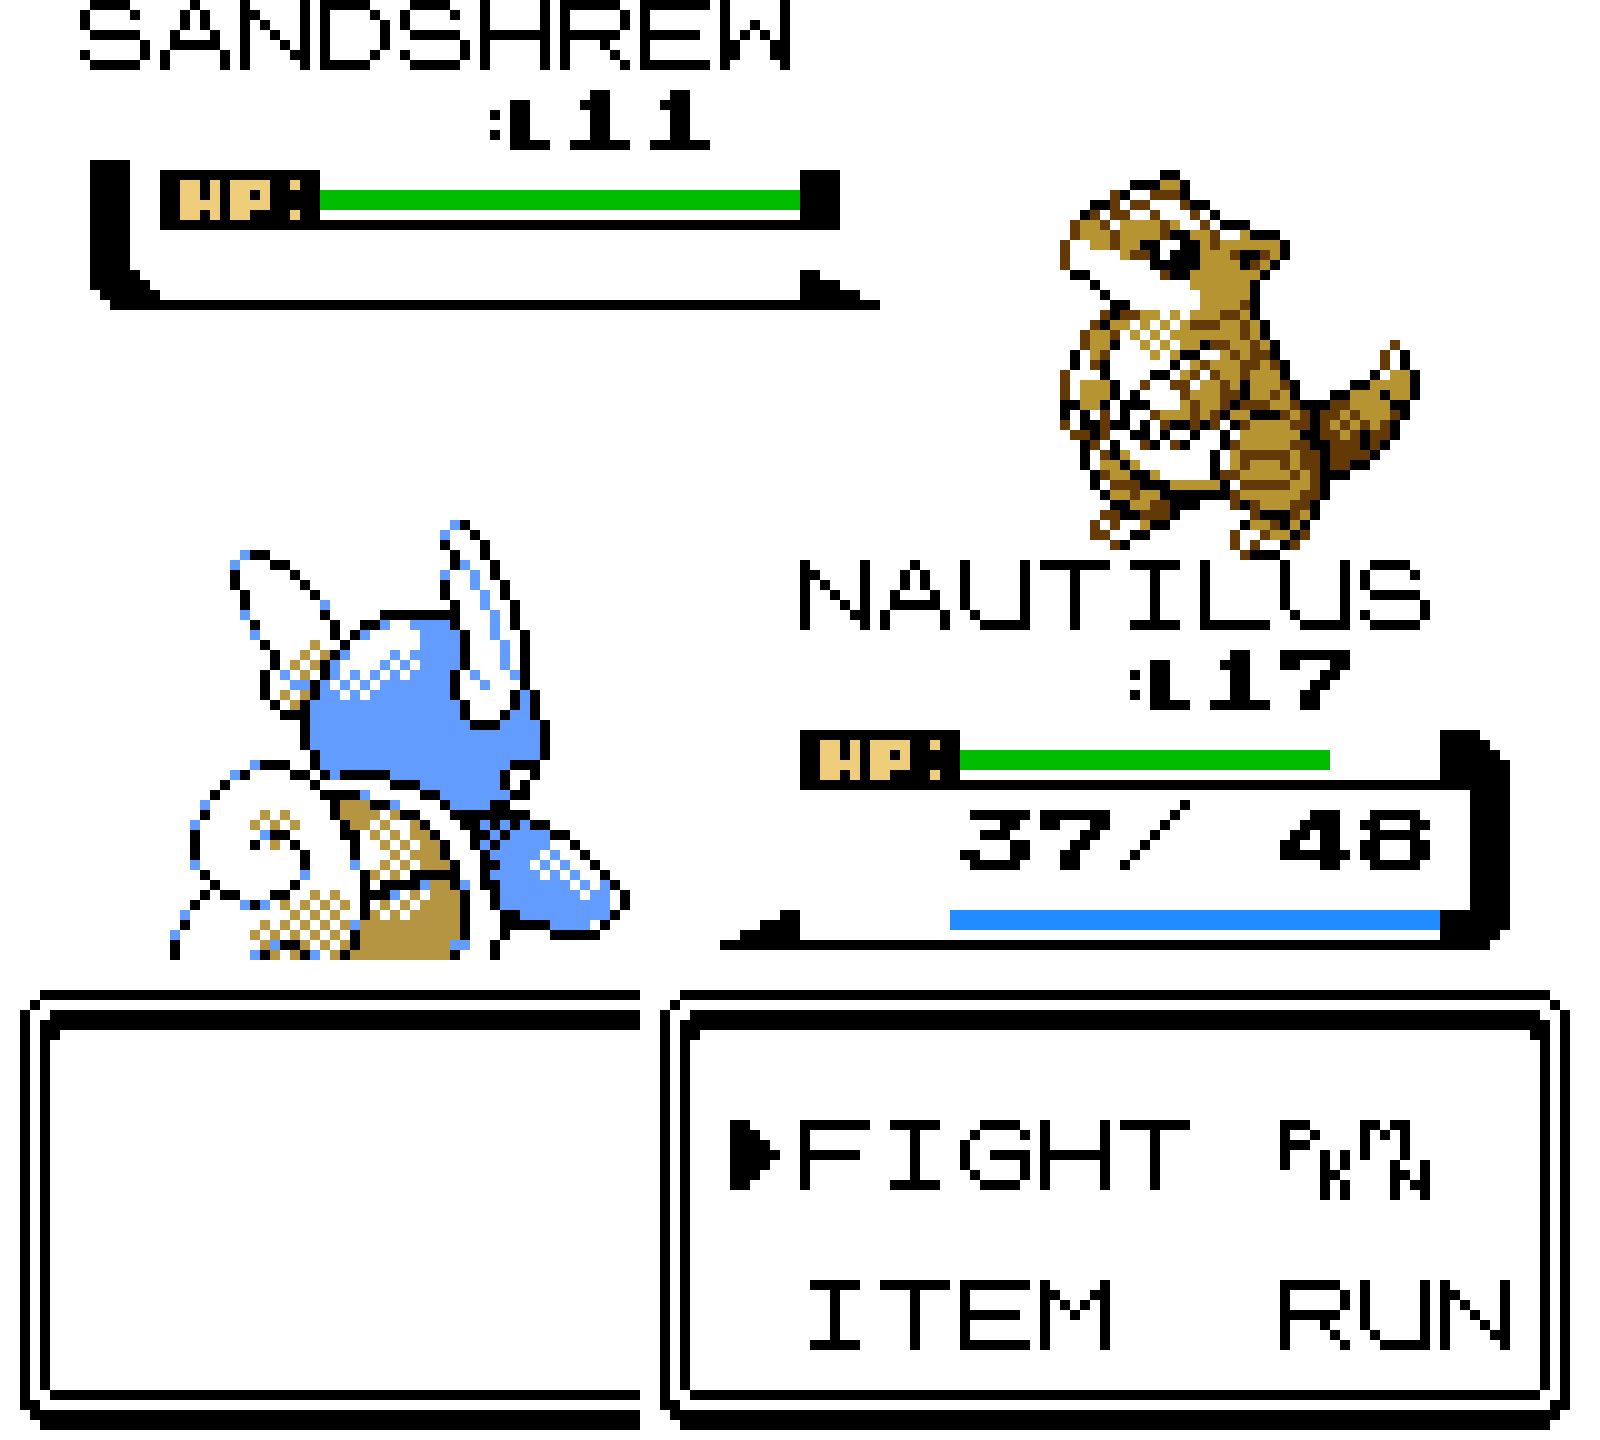 SANDSHREW
:L11
HP:
NAUTILUS
:L17
HP:
37/ 48
▶FIGHT PKMN
ITEM RUN